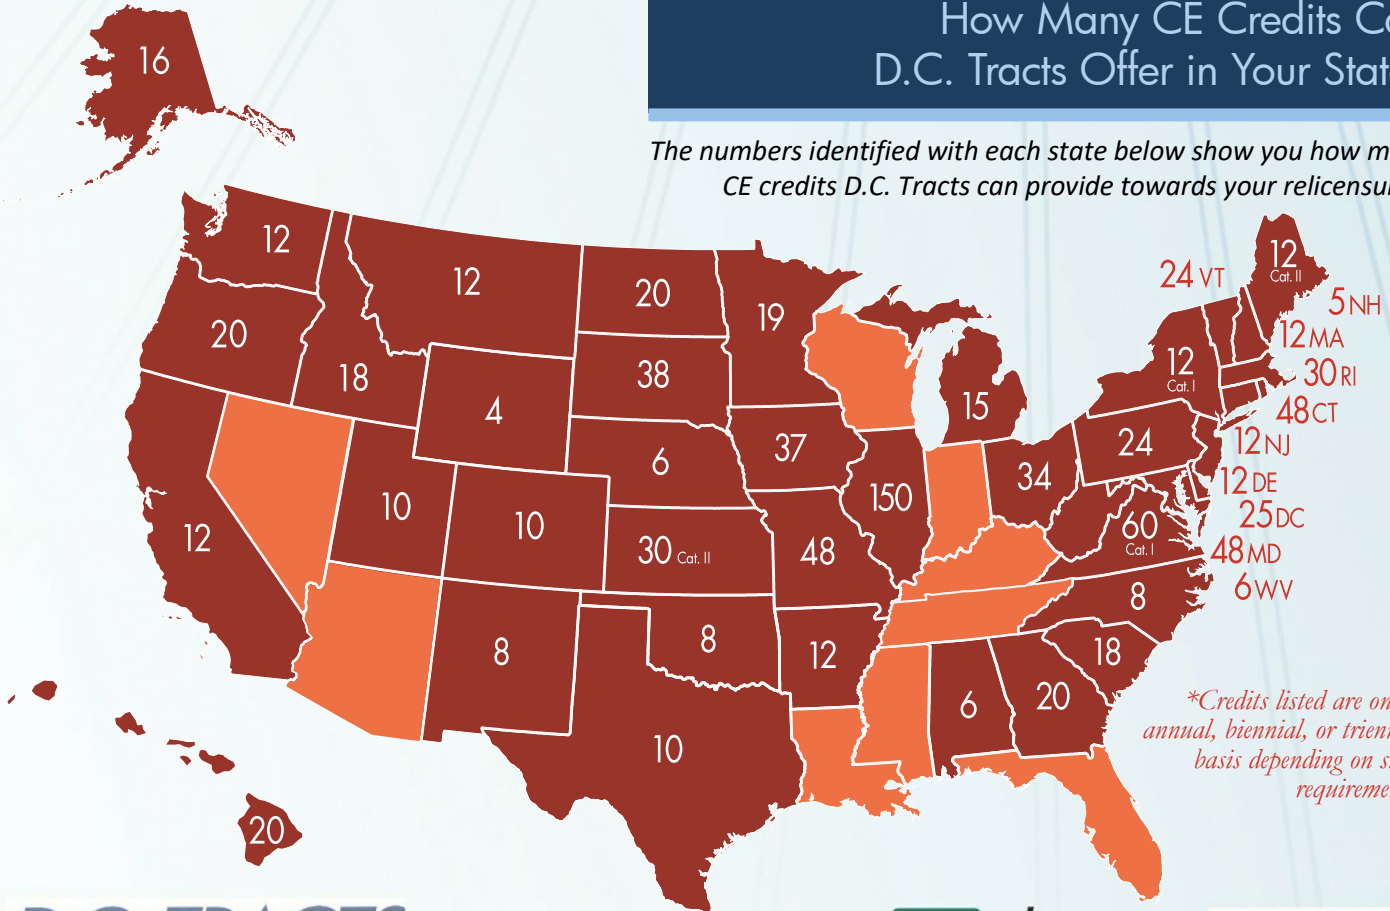 How Many CE Credits Ca
D.C. Tracts Offer in Your Stat
The numbers identified with each state below show you how m
CE credits D.C. Tracts can provide towards your relicensur
16
12
12
20
19
12
Cat. II
24 VT
5 NH
12 MA
20
18
38
12
Cat. I
30 RI
4
15
48 CT
37
24
12 NJ
6
34
12 DE
10
10
150
25 DC
12
30 Cat. II
48
60
Cat. I
48 MD
6 WV
8
8
8
12
18
6
20
10
*Credits listed are on
annual, biennial, or trienn
basis depending on s
requireme
20